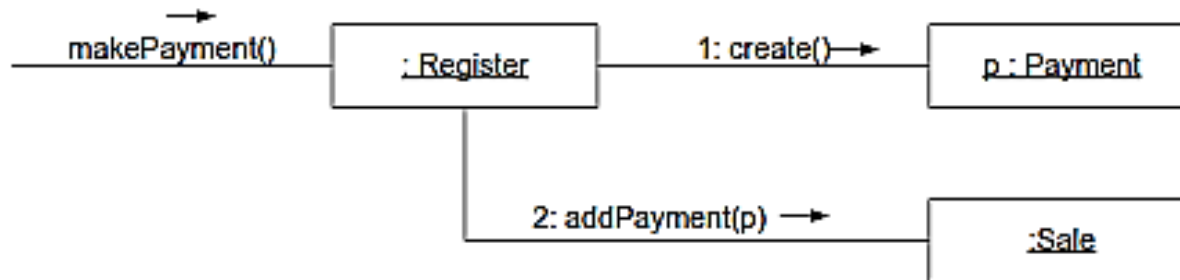 makePayment()
: Register
1: create()
p : Payment
2: addPayment(p)
:Sale